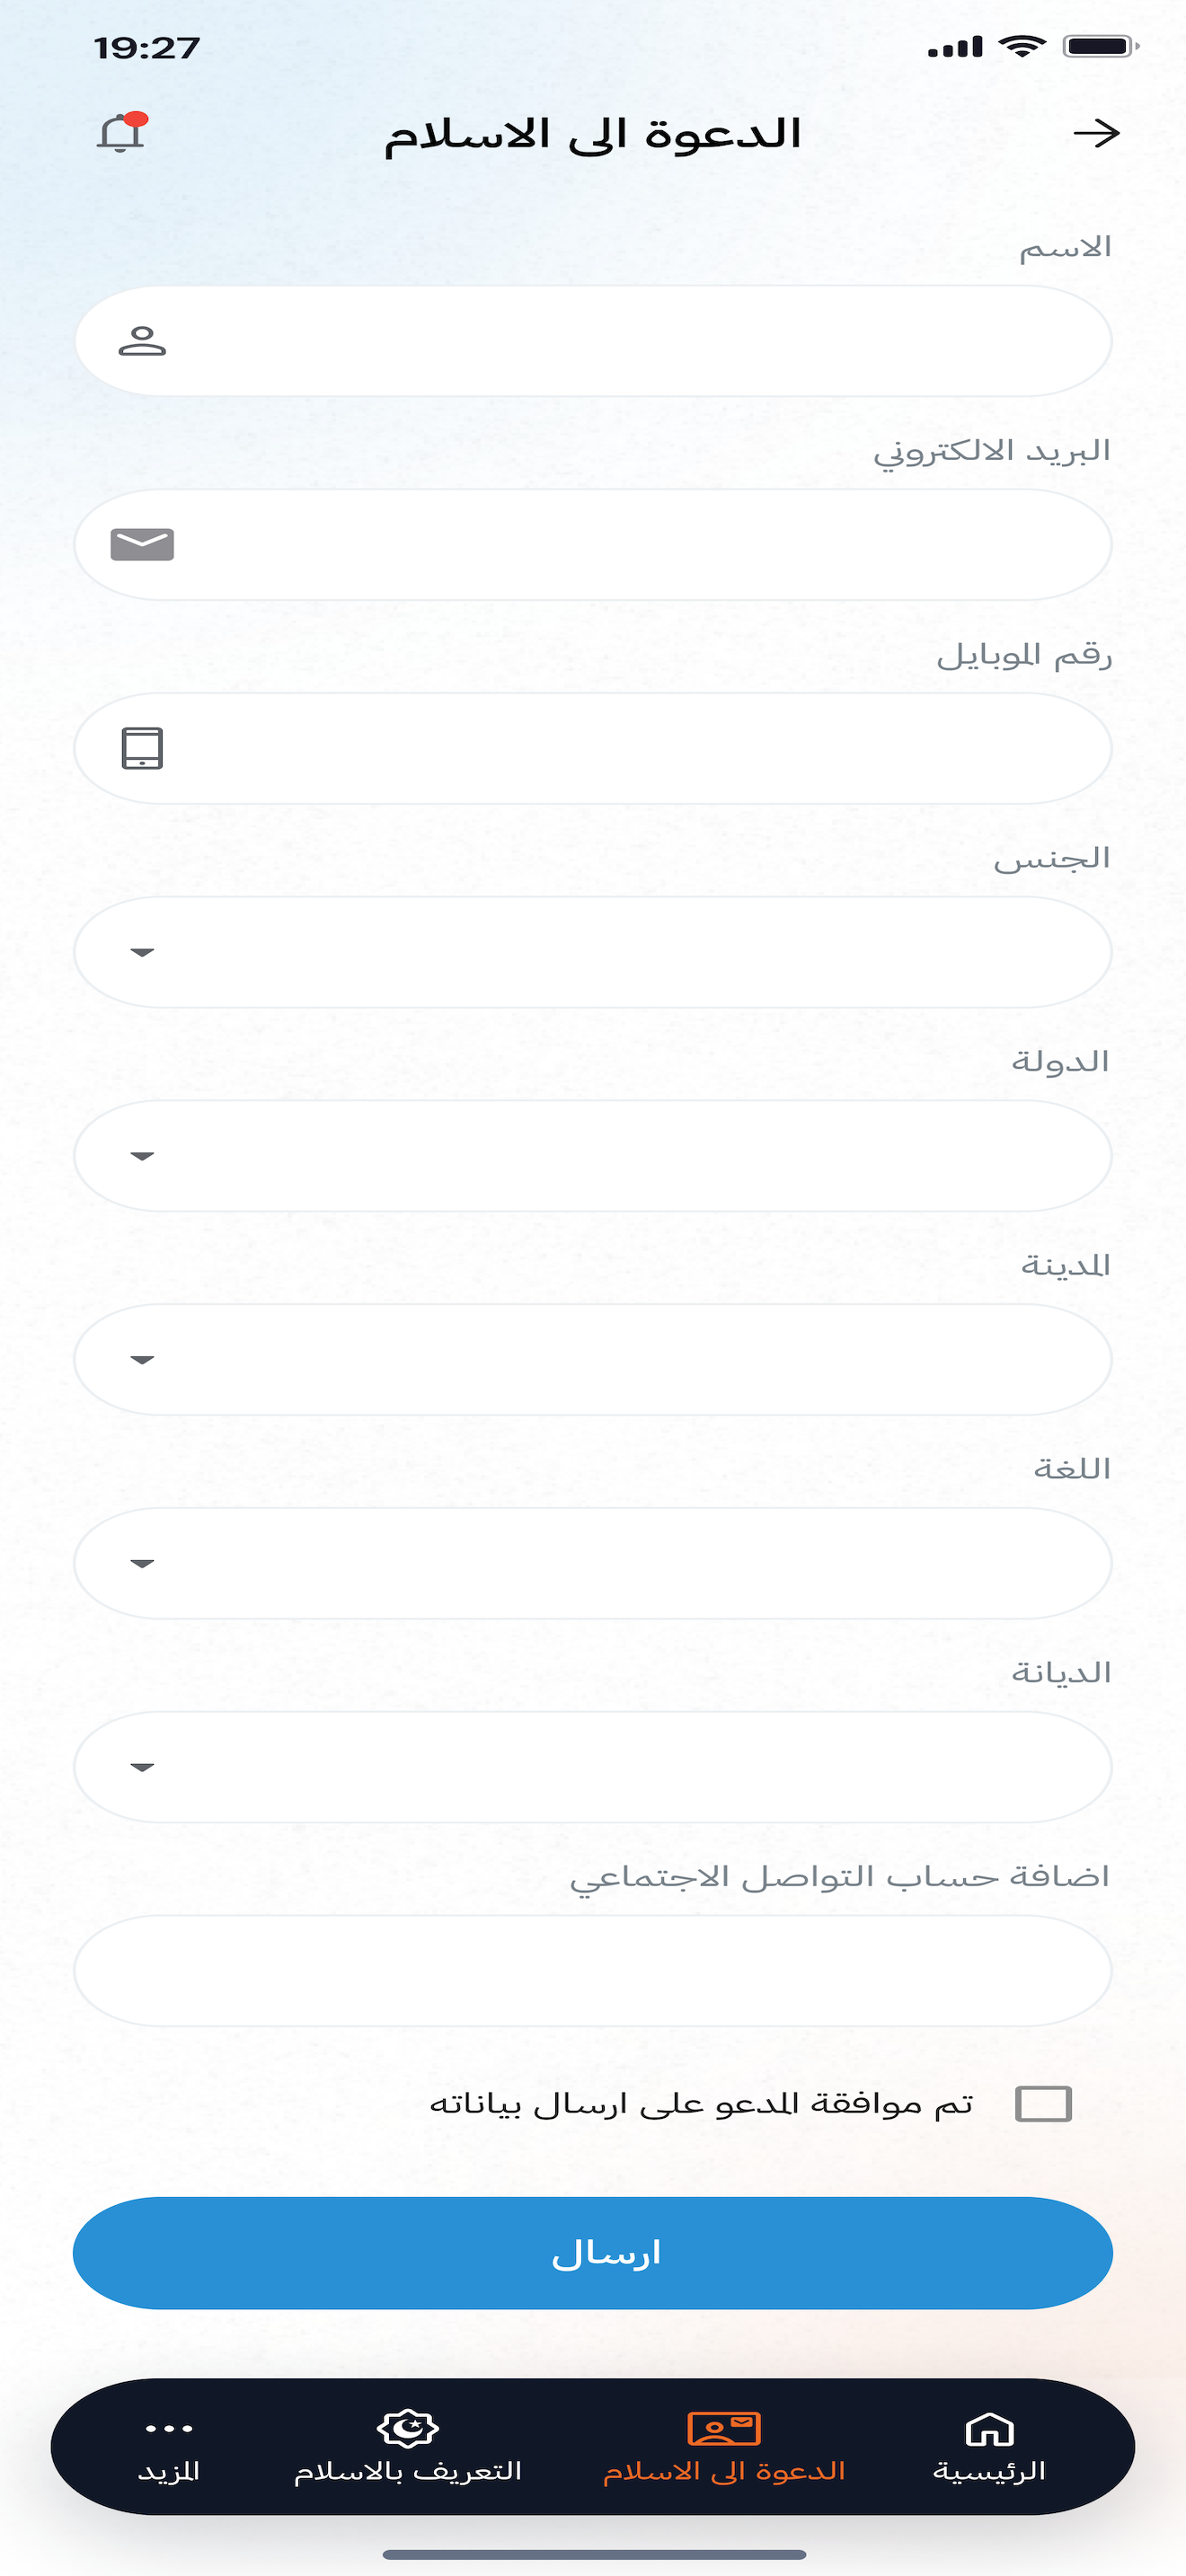 19:27
الدعوة الى الاسلام
الاسم
البريد الالكتروني
رقم الموبايل
الجنس
الدولة
المدينة
اللغة
الديانة
اضافة حساب التواصل الاجتماعي
تم موافقة المدعو على ارسال بياناته
ارسال
الرئيسية
الدعوة الى الاسلام
التعريف بالاسلام
المزيد